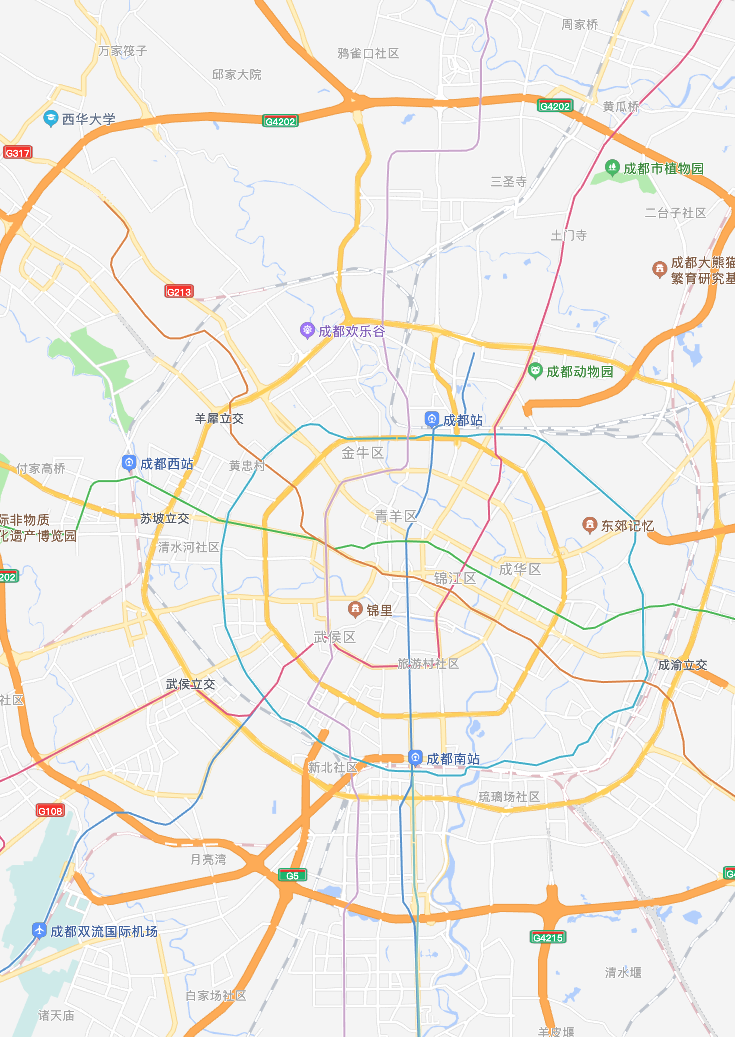 周家桥
万家筏子
鸦雀口社区
邱家大院
G4202
黄瓜桥
西华大学
G4202
G317
成都市植物园
三圣寺
二台子社区
土门寺
成都大熊猫
繁育研究基
G213
成都欢乐谷
成都动物园
羊犀立交
成都站
金牛区
成都西站
黄忠村
付家高桥
际非物质
化遗产博览园
苏坡立交
青羊区
东郊记忆
清水河社区
成华区
202
锦江区
锦里
武侯区
旅游村社区
成渝立交
武侯立交
社区
成都南站
新北社区
琉璃场社区
G108
月亮湾
G5
G4
成都双流国际机场
G4215
清水堰
白家场社区
诸天庙
羊皮堰